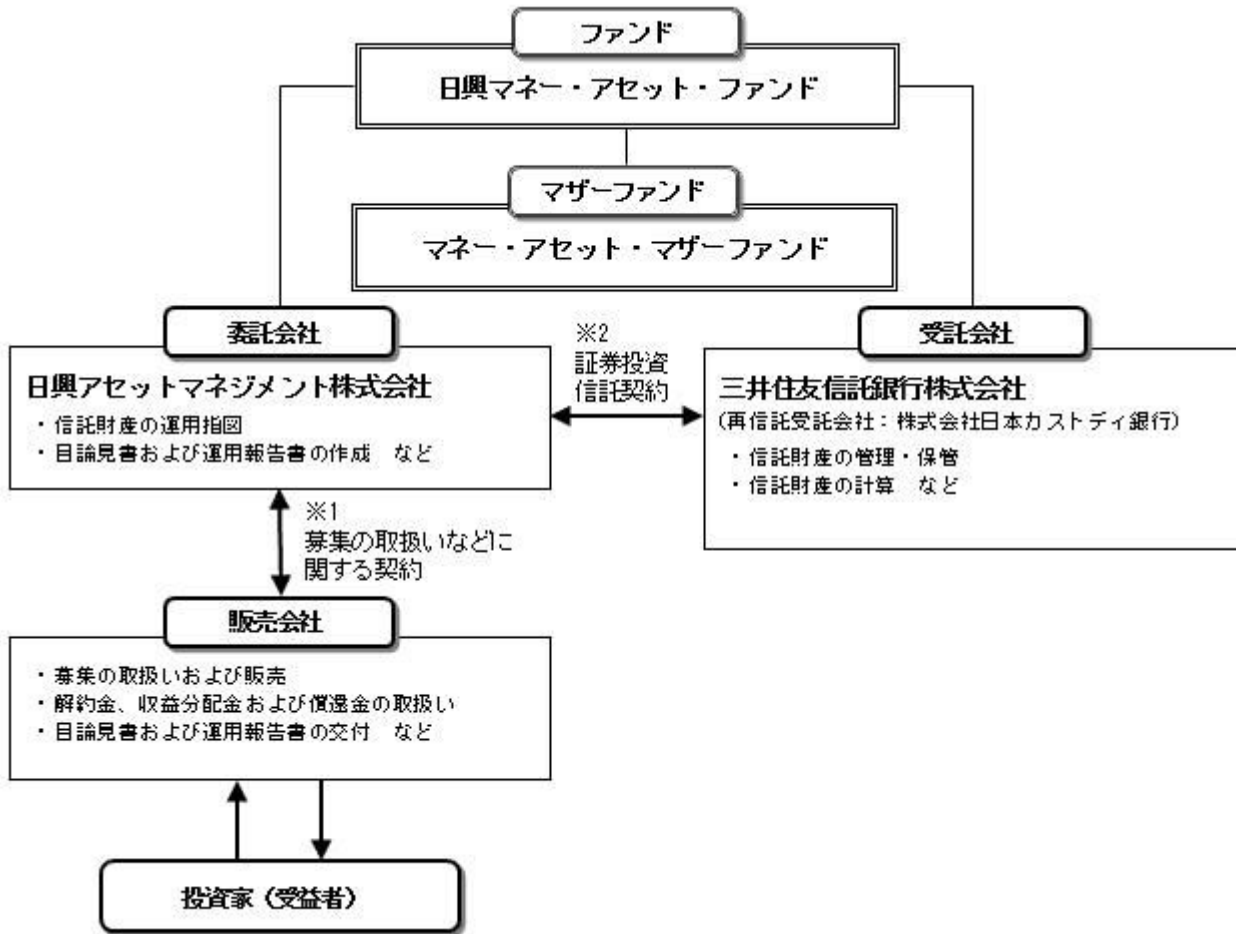 ファンド
日興マネー・アセット・ファンド
マザーファンド
マネー・アセット・マザーファンド
委託会社
日興アセットマネジメント株式会社
・信託財産の運用指図
・目論見書および運用報告書の作成 など
※2
証券投資
信託契約
受託会社
三井住友信託銀行株式会社
(再信託受託会社：株式会社日本カストディ銀行)
・信託財産の管理・保管
・信託財産の計算 など
※1
募集の取扱いなどに
関する契約
販売会社
・募集の取扱いおよび販売
・解約金、収益分配金および償還金の取扱い
・目論見書および運用報告書の交付 など
投資家（受益者）